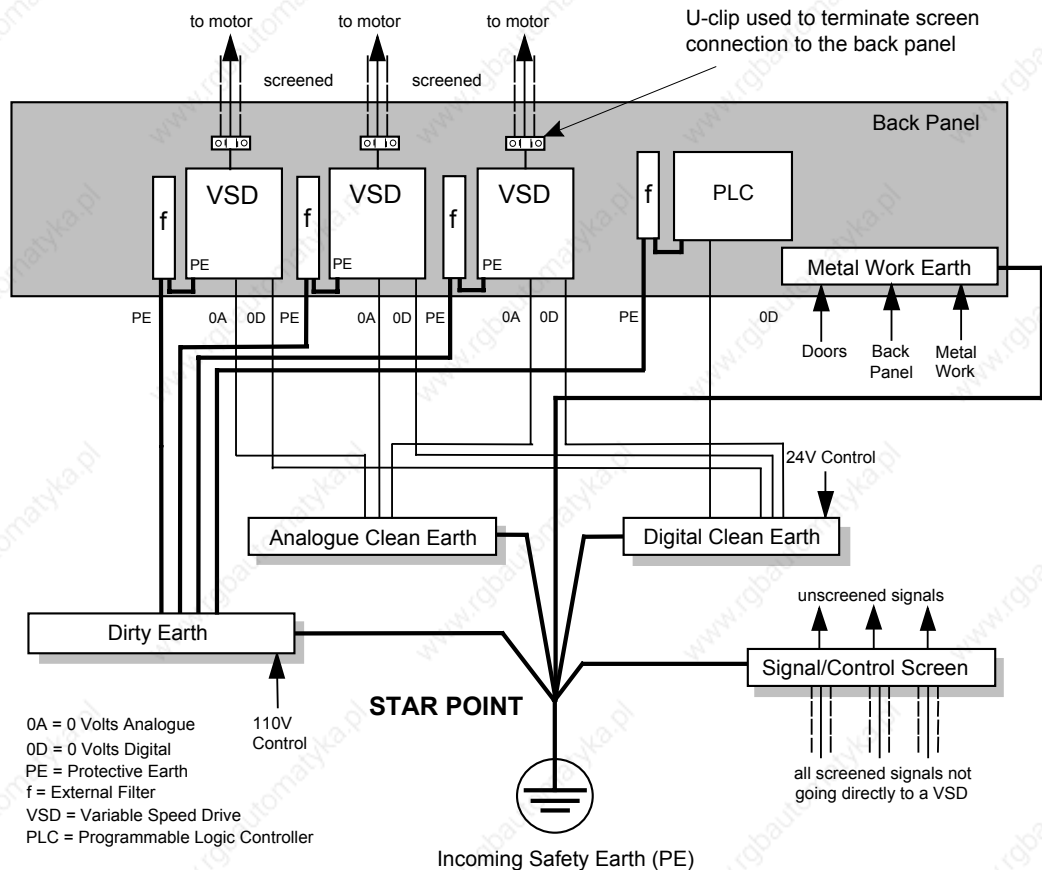 to motor
to motor
to motor
U-clip used to terminate screen
connection to the back panel
screened
screened
Back Panel
f
VSD
PE
f
VSD
PE
f
VSD
PE
f
PLC
Metal Work Earth
PE
0A
0D
PE
0A
0D
PE
0A
0D
PE
0D
Doors
Back
Panel
Metal
Work
24V Control
Analogue Clean Earth
Digital Clean Earth
Dirty Earth
unscreened signals
Signal/Control Screen
STAR POINT
110V
Control
all screened signals not
going directly to a VSD
0A = 0 Volts Analogue
0D = 0 Volts Digital
PE = Protective Earth
f = External Filter
VSD = Variable Speed Drive
PLC = Programmable Logic Controller
Incoming Safety Earth (PE)
www.rgbautomatyka.pl